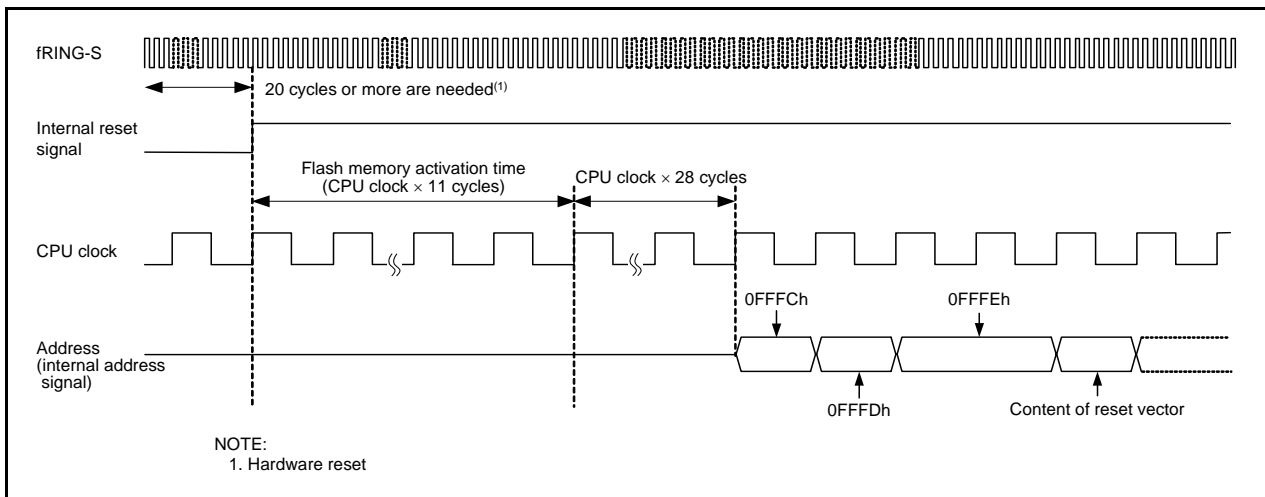 fRING-S
20 cycles or more are needed(1)
Internal reset
signal
Flash memory activation time
(CPU clock × 11 cycles)
CPU clock × 28 cycles
CPU clock
0FFFCh
0FFFEh
Address
(internal address
signal)
0FFFDh
Content of reset vector
NOTE:
1. Hardware reset